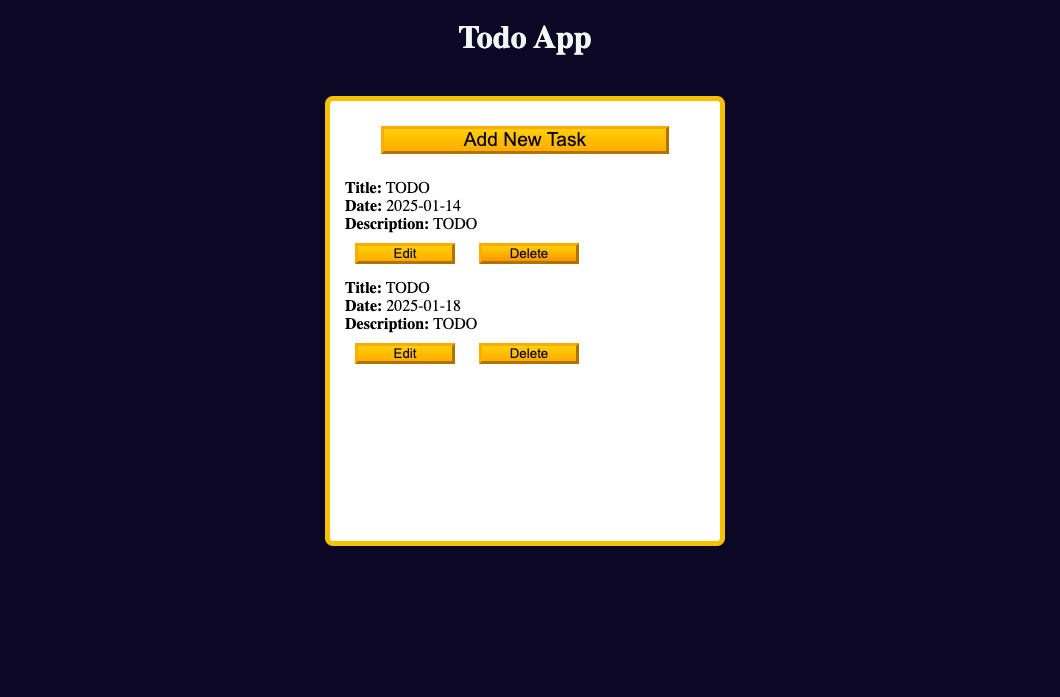 Todo App
Add New Task
Title: TODO
Date: 2025-01-14
Description: TODO
Edit Delete
Title: TODO
Date: 2025-01-18
Description: TODO
Edit Delete